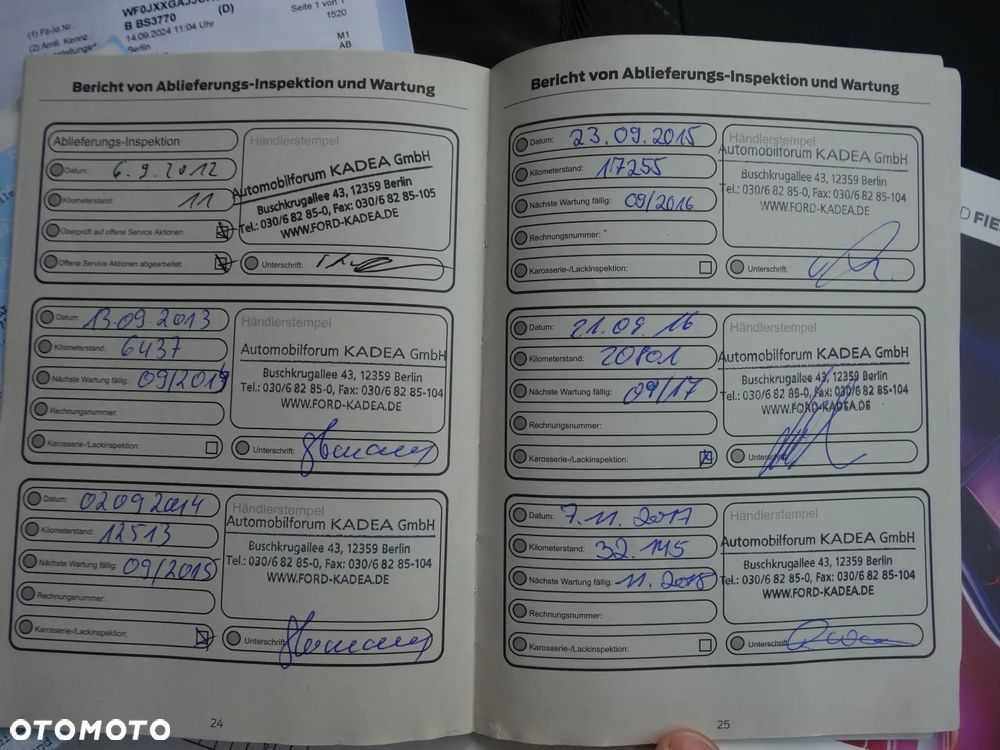 WF0JXXGAJJ
(1) Fz-Id.Nr.:
B BS3770
(D)
Seite 1 von
(2) Amtl. Kennz.
14.09.2024 11:04 Uhr
1520
Berlin
M1
AB
Bericht von Ablieferungs-Inspektion und Wartung
Ablieferungs-Inspektion
Händlerstempel
Datum: 6.9.2012
Kilometerstand: 11
Automobilforum KADEA GmbH
Buschkrugallee 43, 12359 Berlin
Tel.: 030/6 82 85-0, Fax: 030/6 82 85-105
WWW.FORD-KADEA.DE
Überprüft auf offene Service Aktionen:
Offene Service Aktionen abgearbeitet:
Unterschrift:
Datum: 13.09.2013
Händlerstempel
Kilometerstand: 6437
Automobilforum KADEA GmbH
Buschkrugallee 43, 12359 Berlin
Tel.: 030/6 82 85-0, Fax: 030/6 82 85-104
WWW.FORD-KADEA.DE
Nächste Wartung fällig: 09/2014
Rechnungsnummer:
Karosserie-/Lackinspektion:
Unterschrift:
Datum: 02092014
Händlerstempel
Kilometerstand: 12513
Automobilforum KADEA GmbH
Buschkrugallee 43, 12359 Berlin
Tel.: 030/6 82 85-0, Fax: 030/6 82 85-104
WWW.FORD-KADEA.DE
Nächste Wartung fällig: 09/2015
Rechnungsnummer:
Karosserie-/Lackinspektion:
Unterschrift:
24
Bericht von Ablieferungs-Inspektion und Wartung
Datum: 23.09.2015
Händlerstempel
Kilometerstand: 17255
Automobilforum KADEA GmbH
Buschkrugallee 43, 12359 Berlin
Tel.: 030/6 82 85-0, Fax: 030/6 82 85-104
WWW.FORD-KADEA.DE
Nächste Wartung fällig: 09/2016
Rechnungsnummer:
Karosserie-/Lackinspektion:
Unterschrift:
Datum: 21.09.16
Händlerstempel
Kilometerstand: 20801
Automobilforum KADEA GmbH
Buschkrugallee 43, 12359 Berlin
Tel.: 030/6 82 85-0, Fax: 030/6 82 85-104
WWW.FORD-KADEA.DE
Nächste Wartung fällig: 09/17
Rechnungsnummer:
Karosserie-/Lackinspektion:
Unterschrift:
Datum: 7.11.2017
Händlerstempel
Kilometerstand: 32.145
Automobilforum KADEA GmbH
Buschkrugallee 43, 12359 Berlin
Tel.: 030/6 82 85-0, Fax: 030/6 82 85-104
WWW.FORD-KADEA.DE
Nächste Wartung fällig: 11.2018
Rechnungsnummer:
Karosserie-/Lackinspektion:
Unterschrift:
25
D FIES
OTOMOTO